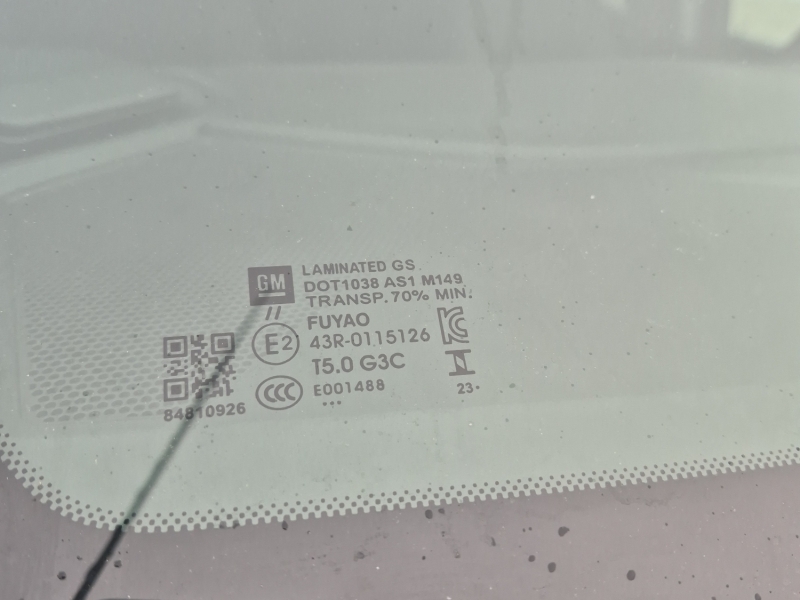 GM
LAMINATED GS
DOT1038 AS1 M149
TRANSP. 70% MIN.
//
FUYAO
E2
43R-0115126
T5.0 G3C
CCC
E001488
23.
...
84810926